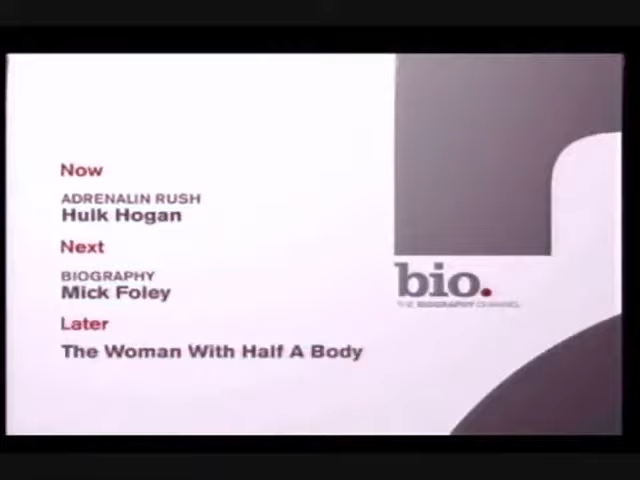 Now
ADRENALIN RUSH
Hulk Hogan
Next
BIOGRAPHY
Mick Foley
Later
The Woman With Half A Body
bio.
THE BIOGRAPHY CHANNEL